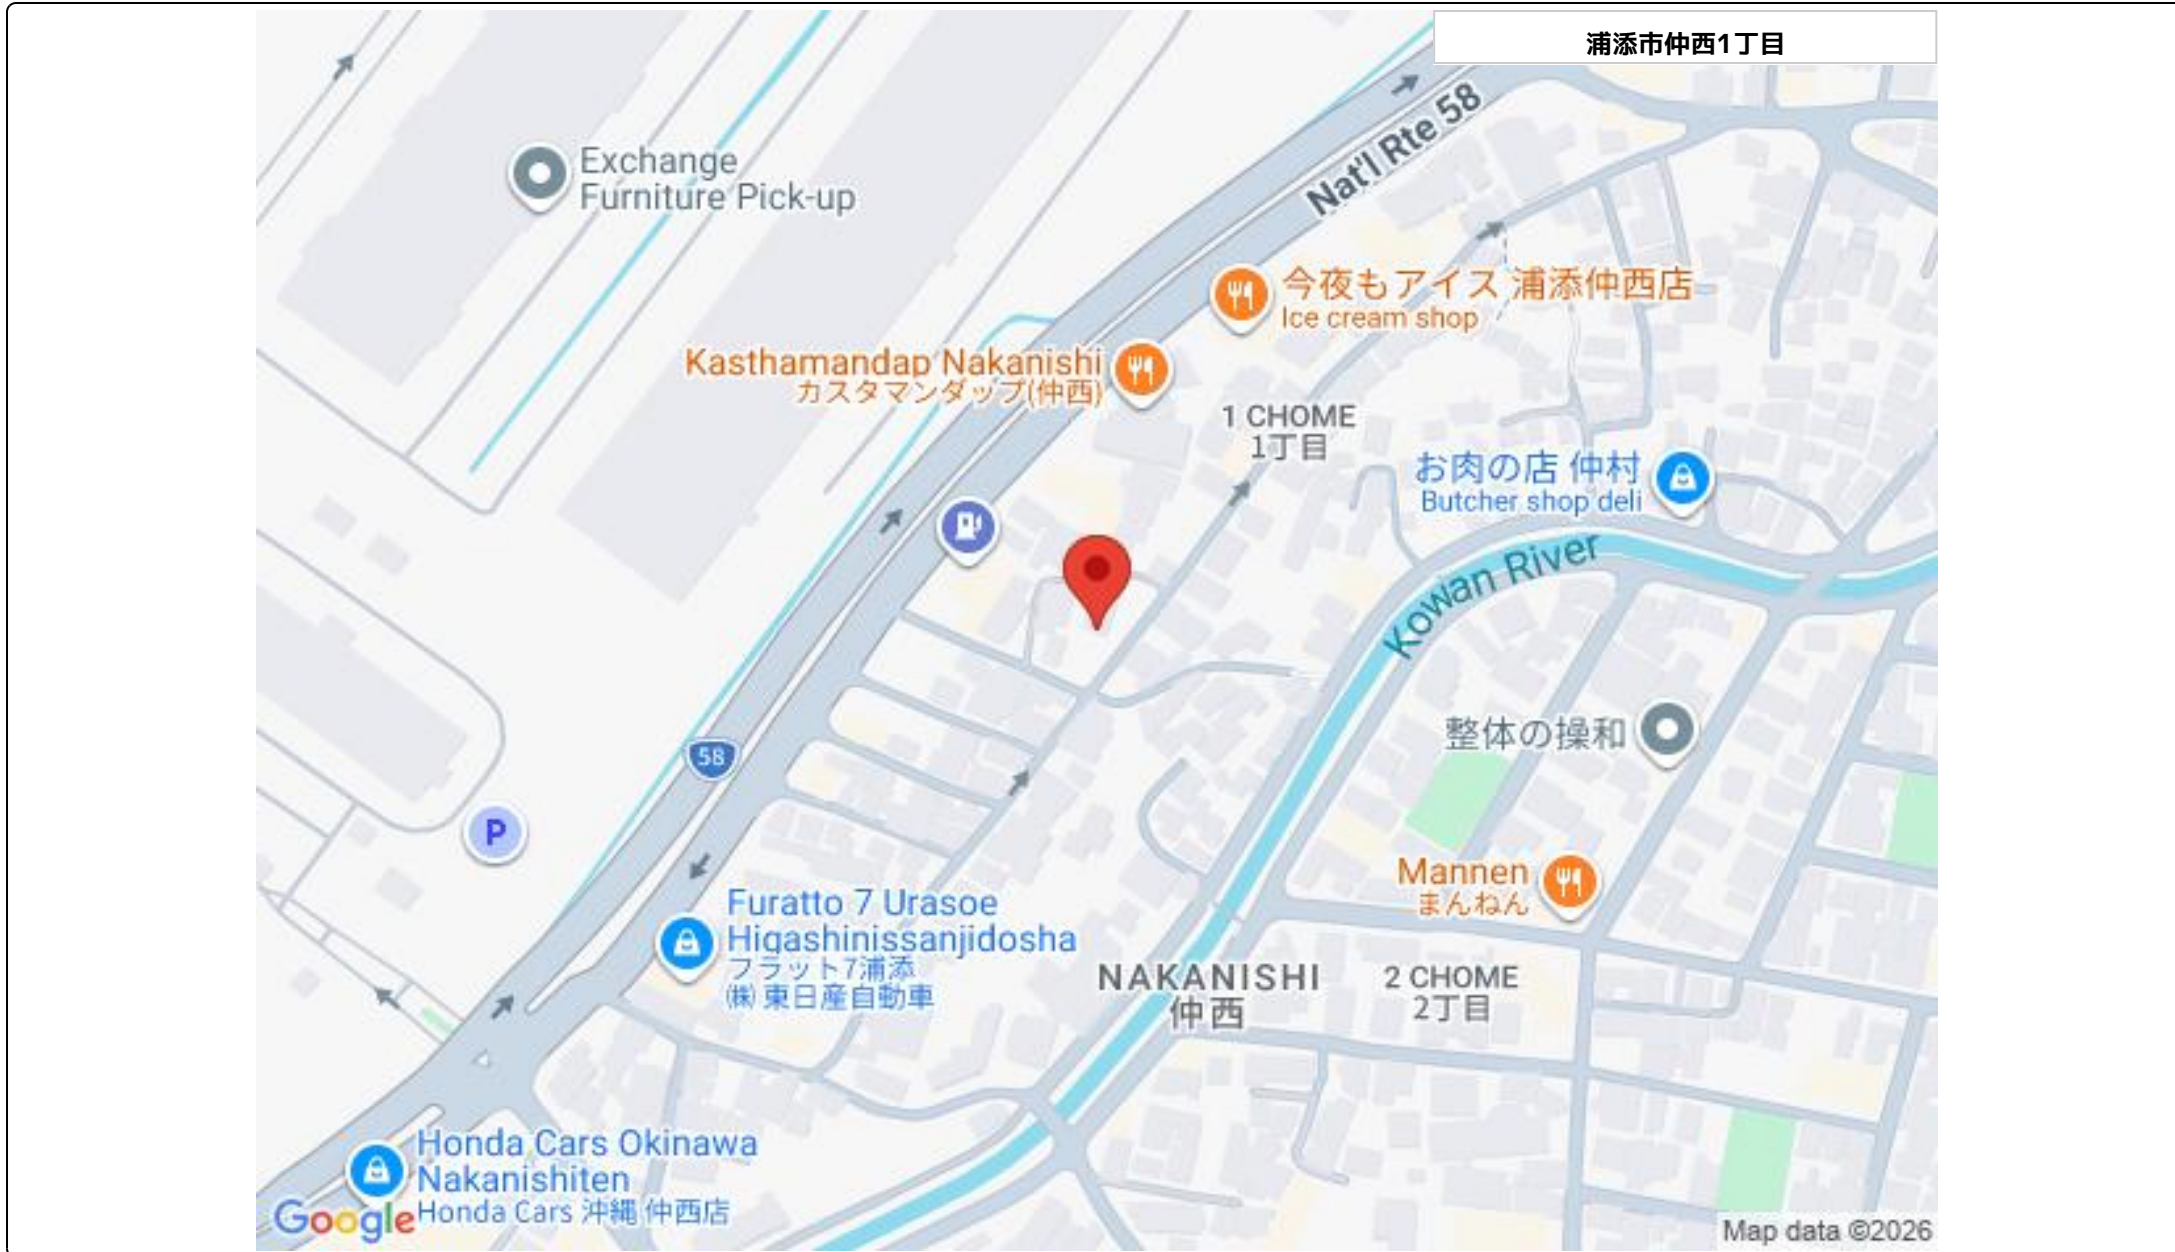 浦添市仲西1丁目
Nat'l Rte 58
Exchange
Furniture Pick-up
今夜もアイス 浦添仲西店
Ice cream shop
Kasthamandap Nakanishi
カスタマンダップ(仲西)
1 CHOME
1丁目
お肉の店 仲村
Butcher shop deli
Kowan River
整体の操和
58
P
Mannen
まんねん
Furatto 7 Urasoe
Higashinissanjidosha
フラット7浦添
㈱ 東日産自動車
NAKANISHI
仲西
2 CHOME
2丁目
Honda Cars Okinawa
Nakanishiten
Honda Cars 沖縄 仲西店
Google
Map data ©2026